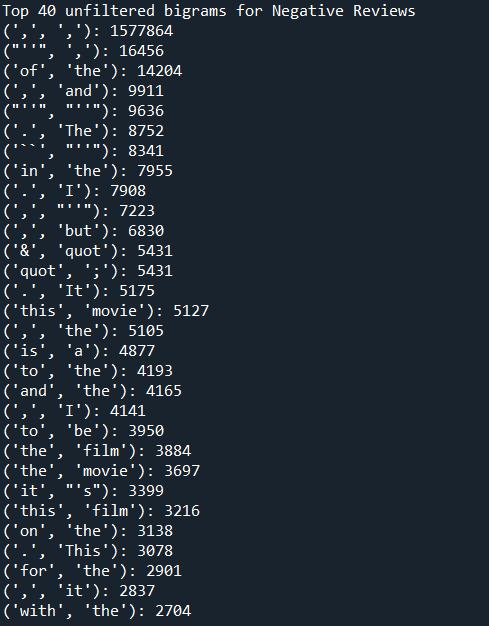 Top 40 unfiltered bigrams for Negative Reviews
(',', ','): 1577864
("''", ','): 16456
('of', 'the'): 14204
(',', 'and'): 9911
("''", "''"): 9636
('.', 'The'): 8752
('``', "''"): 8341
('in', 'the'): 7955
('.', 'I'): 7908
(',', "''"): 7223
(',', 'but'): 6830
('&', 'quot'): 5431
('quot', ';'): 5431
('.', 'It'): 5175
('this', 'movie'): 5127
(',', 'the'): 5105
('is', 'a'): 4877
('to', 'the'): 4193
('and', 'the'): 4165
(',', 'I'): 4141
('to', 'be'): 3950
('the', 'film'): 3884
('the', 'movie'): 3697
('it', "'s"): 3399
('this', 'film'): 3216
('on', 'the'): 3138
('.', 'This'): 3078
('for', 'the'): 2901
(',', 'it'): 2837
('with', 'the'): 2704